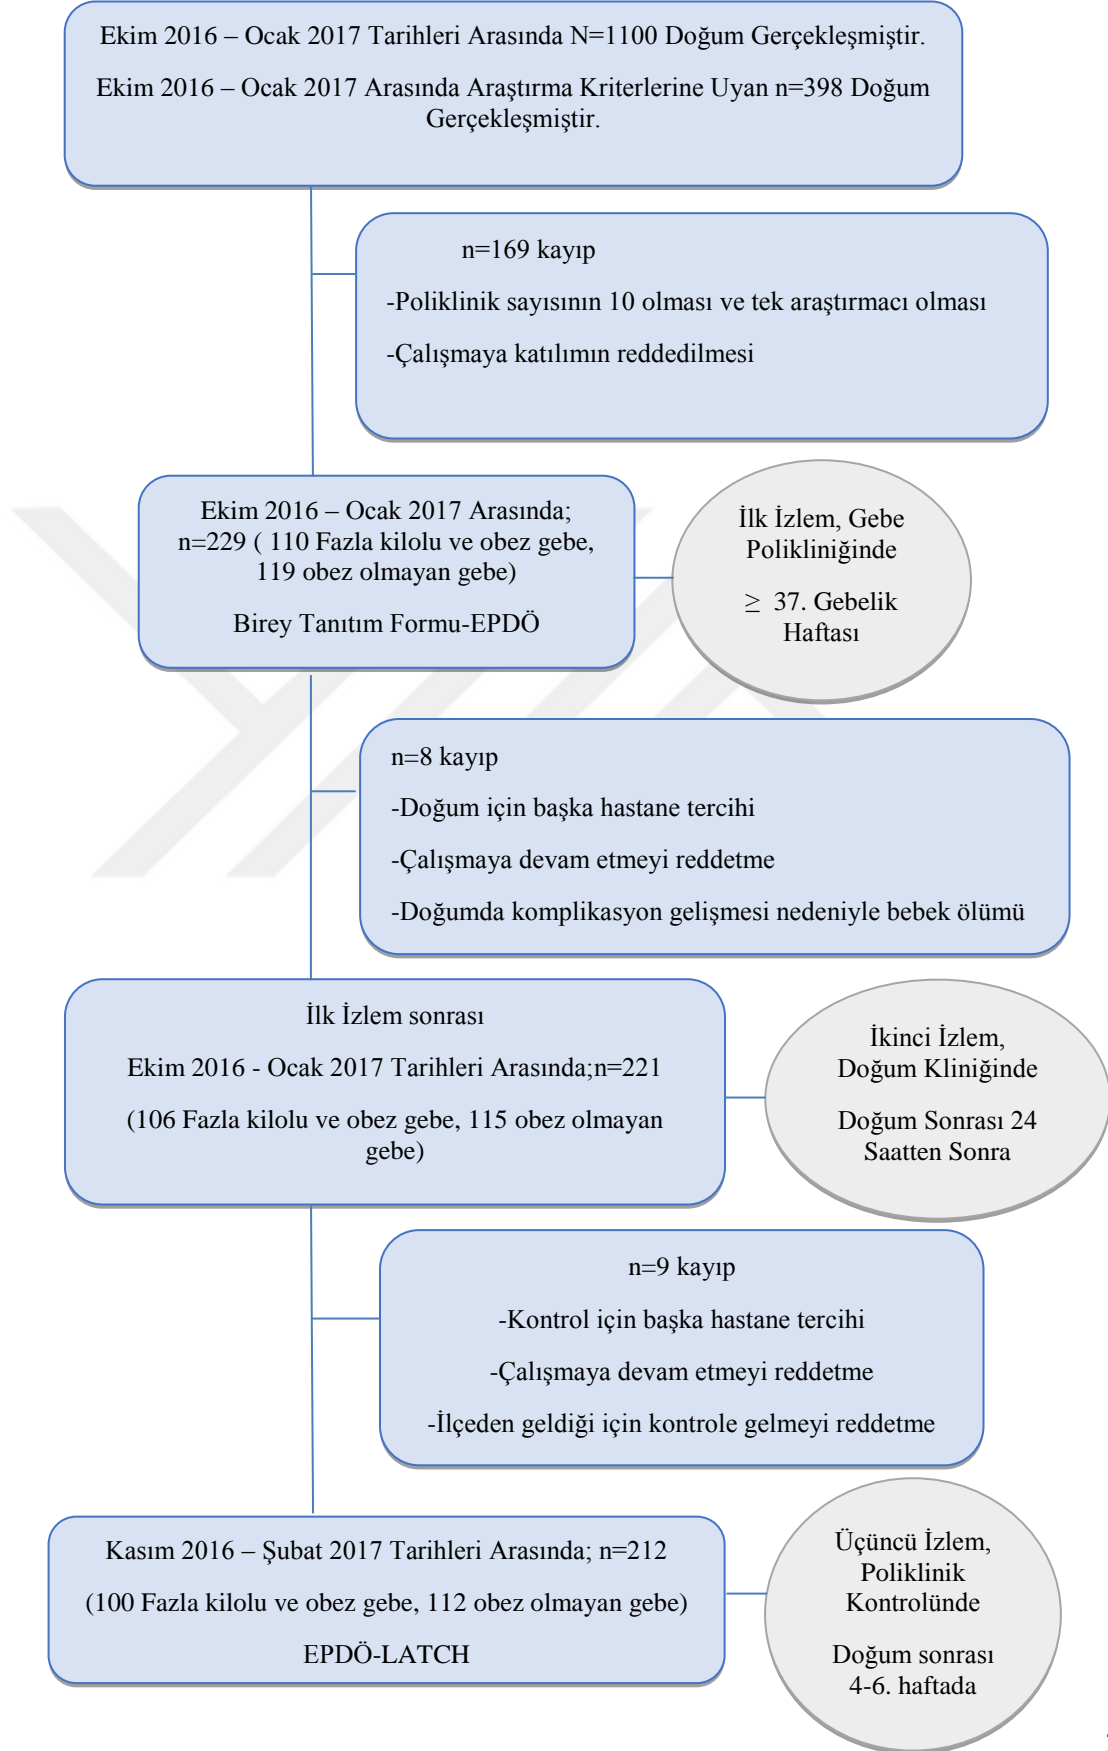 Ekim 2016 – Ocak 2017 Tarihleri Arasında N=1100 Doğum Gerçekleşmiştir.
Ekim 2016 – Ocak 2017 Arasında Araştırma Kriterlerine Uyan n=398 Doğum
Gerçekleşmiştir.
n=169 kayıp
-Poliklinik sayısının 10 olması ve tek araştırmacı olması
-Çalışmaya katılımın reddedilmesi
Ekim 2016 – Ocak 2017 Arasında;
n=229 ( 110 Fazla kilolu ve obez gebe,
119 obez olmayan gebe)
Birey Tanıtım Formu-EPDÖ
İlk İzlem, Gebe
Polikliniğinde
≥ 37. Gebelik
Haftası
n=8 kayıp
-Doğum için başka hastane tercihi
-Çalışmaya devam etmeyi reddetme
-Doğumda komplikasyon gelişmesi nedeniyle bebek ölümü
İlk İzlem sonrası
Ekim 2016 - Ocak 2017 Tarihleri Arasında;n=221
(106 Fazla kilolu ve obez gebe, 115 obez olmayan
gebe)
İkinci İzlem,
Doğum Kliniğinde
Doğum Sonrası 24
Saatten Sonra
n=9 kayıp
-Kontrol için başka hastane tercihi
-Çalışmaya devam etmeyi reddetme
-İlçeden geldiği için kontrole gelmeyi reddetme
Kasım 2016 – Şubat 2017 Tarihleri Arasında; n=212
(100 Fazla kilolu ve obez gebe, 112 obez olmayan gebe)
EPDÖ-LATCH
Üçüncü İzlem,
Poliklinik
Kontrolünde
Doğum sonrası
4-6. haftada